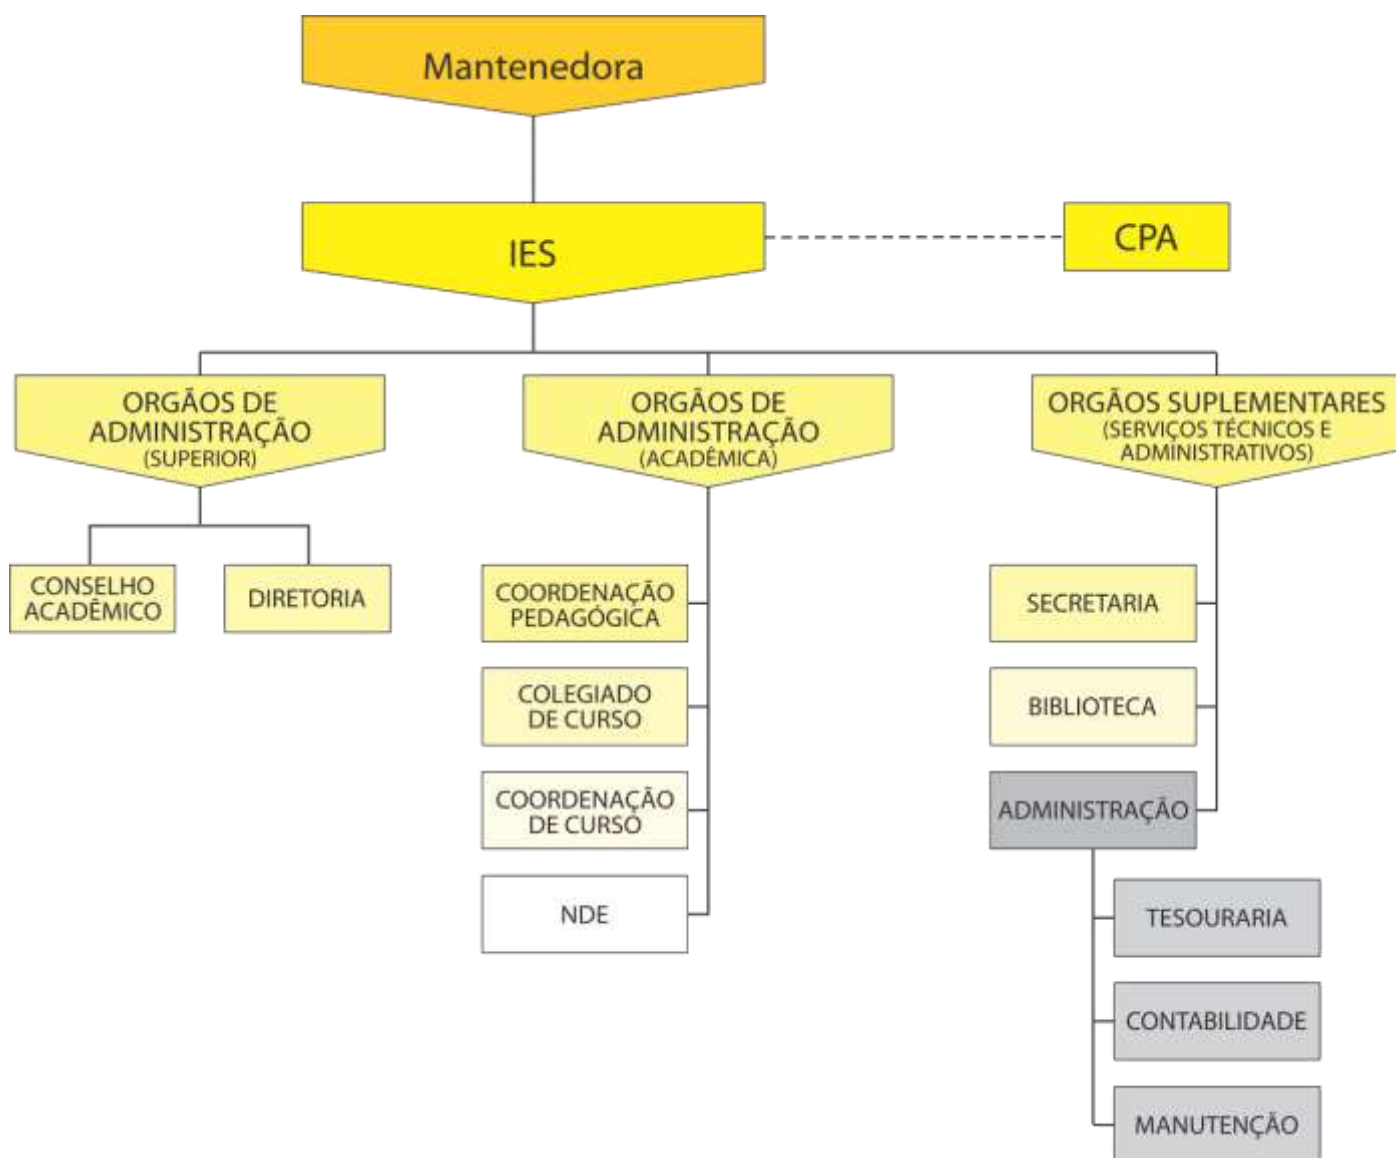 Mantenedora
IES
CPA
ORGÃOS DE
ADMINISTRAÇÃO
(SUPERIOR)
ORGÃOS DE
ADMINISTRAÇÃO
(ACADÊMICA)
ORGÃOS SUPLEMENTARES
(SERVIÇOS TÉCNICOS E
ADMINISTRATIVOS)
CONSELHO
ACADÊMICO
DIRETORIA
COORDENAÇÃO
PEDAGÓGICA
COLEGIADO
DE CURSO
COORDENAÇÃO
DE CURSO
NDE
SECRETARIA
BIBLIOTECA
ADMINISTRAÇÃO
TESOURARIA
CONTABILIDADE
MANUTENÇÃO